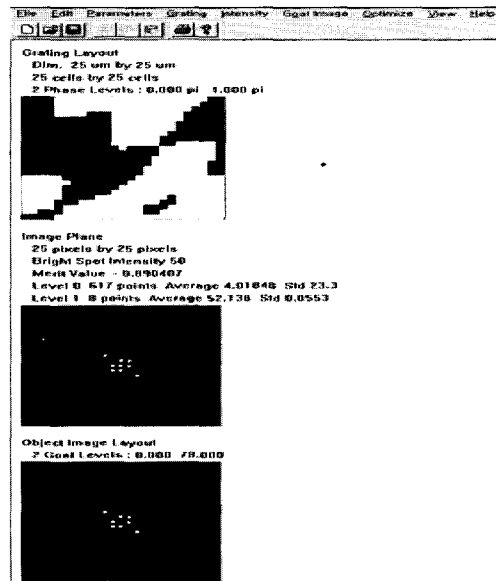 File Edit Parameters Grating Intensity Goal Image Optimize View Help
Grating Layout
Dim. 25 um by 25 um
25 cells by 25 cells
2 Phase Levels : 0.000 pi 1.000 pi
Image Plane
25 pixels by 25 pixels
Bright Spot Intensity 50
Merit Value - 0.890407
Level 0 617 points Average 4.01848 Std 23.3
Level 1 8 points Average 52.138 Std 0.0553
Object Image Layout
2 Goal Levels : 0.000 78.000